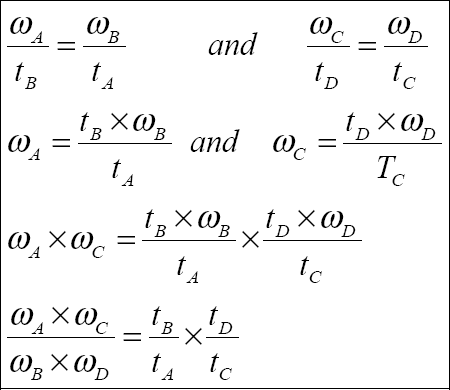 ω_A / t_B = ω_B / t_A and ω_C / t_D = ω_D / t_C
ω_A = (t_B × ω_B) / t_A and ω_C = (t_D × ω_D) / T_C
ω_A × ω_C = (t_B × ω_B) / t_A × (t_D × ω_D) / t_C
(ω_A × ω_C) / (ω_B × ω_D) = t_B / t_A × t_D / t_C